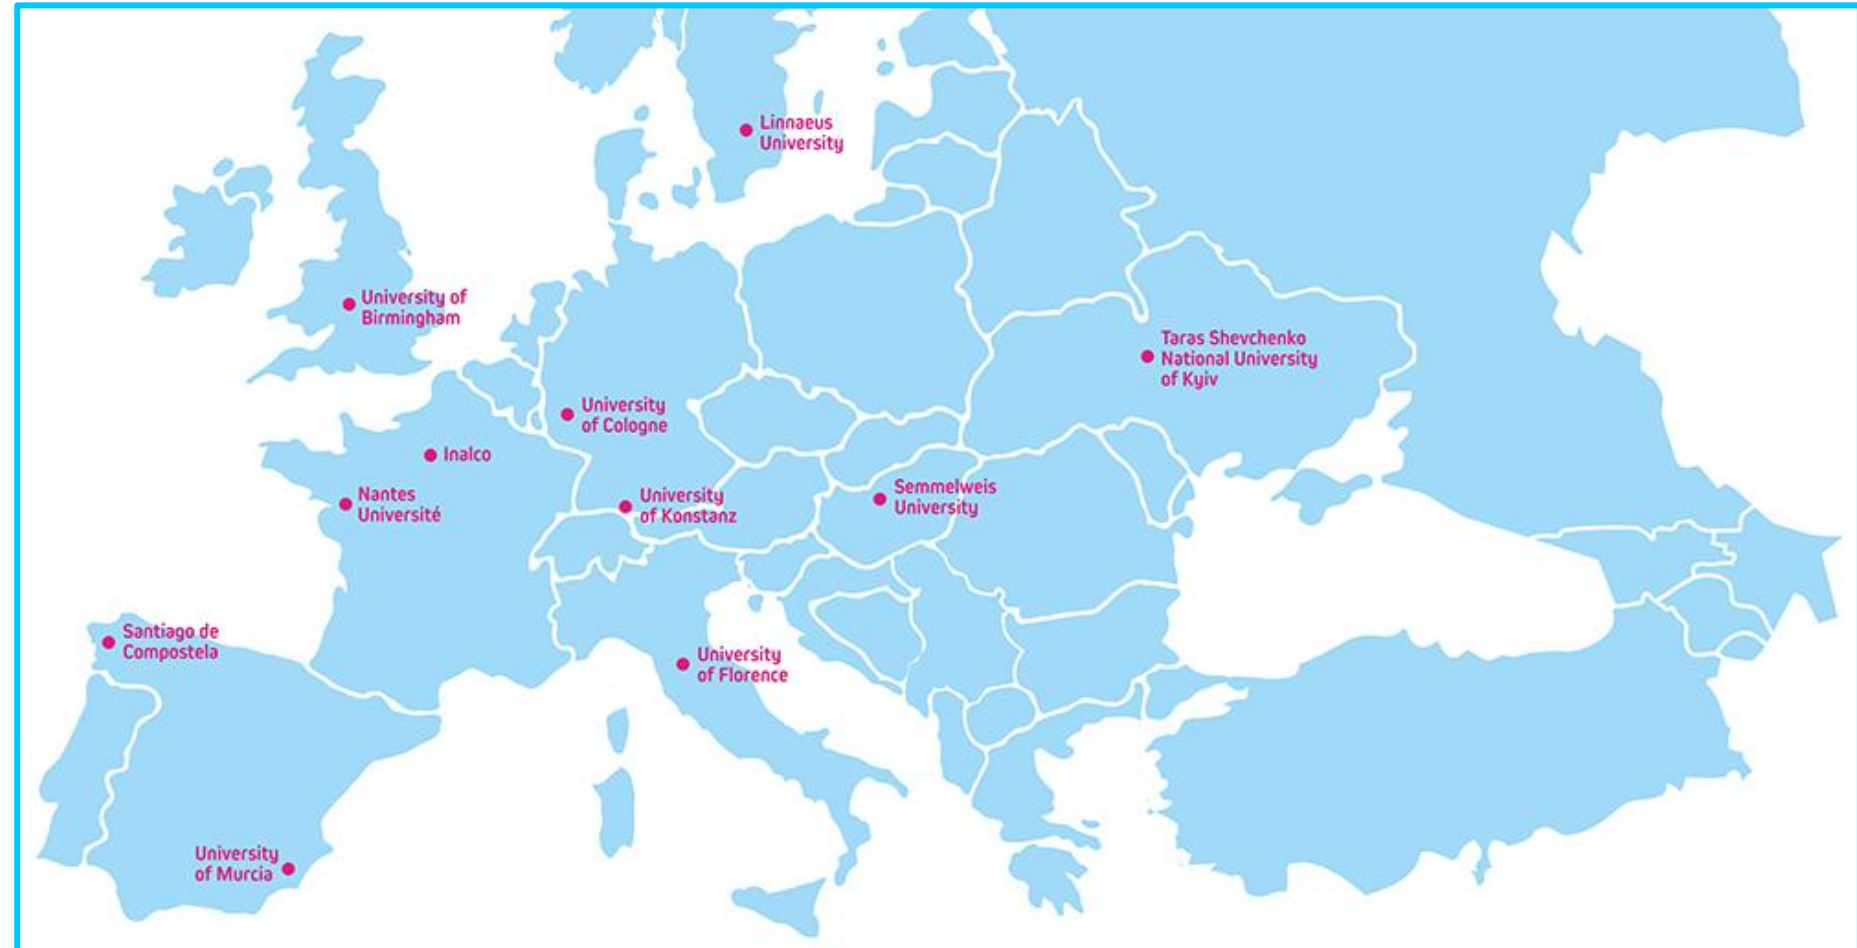 Linnaeus
University
University of
Birmingham
Taras Shevchenko
National University
of Kyiv
University
of Cologne
Inalco
Nantes
Université
University
of Konstanz
Semmelweis
University
Santiago de
Compostela
University
of Florence
University
of Murcia